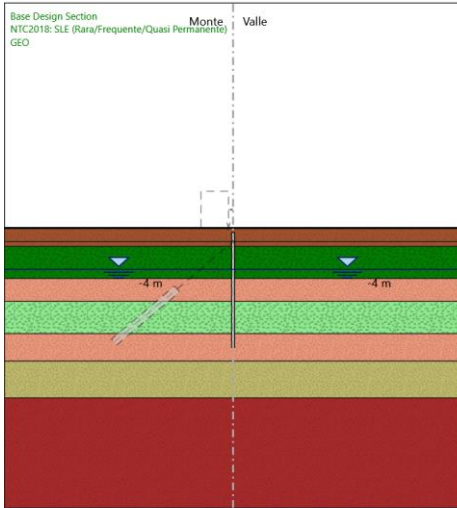 Base Design Section
NTC2018: SLE (Rara/Frequente/Quasi Permanente)
GEO
Monte
Valle
-4 m
-4 m